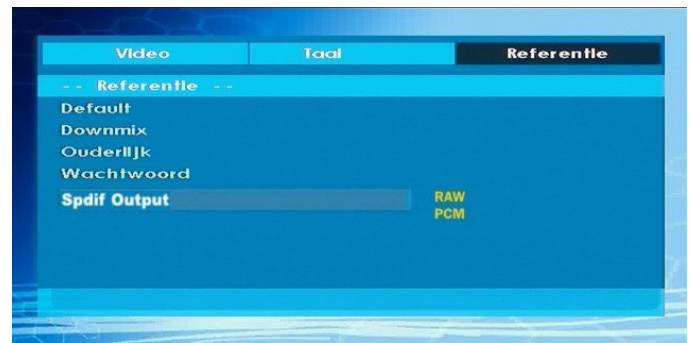 Video Taal Referentie
-- Referentie --
Default
Downmix
Ouderlijk
Wachtwoord
Spdif Output RAW
PCM